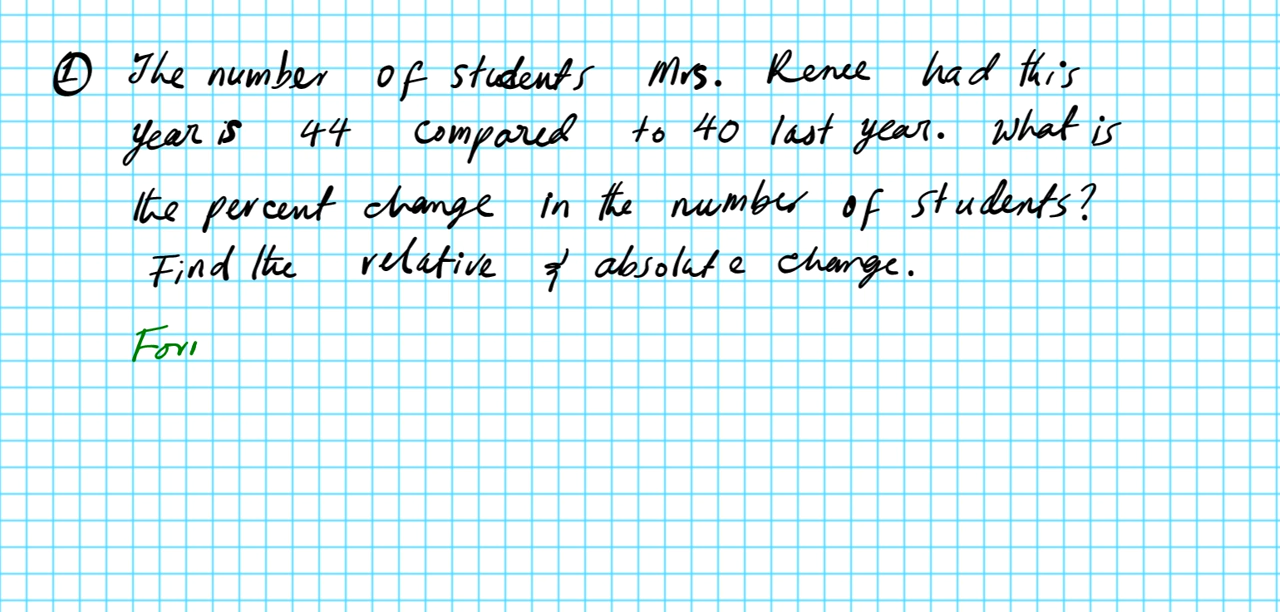 ① The number of students Mrs. Renee had this
year is 44 compared to 40 last year. What is
the percent change in the number of students?
Find the relative & absolute change.